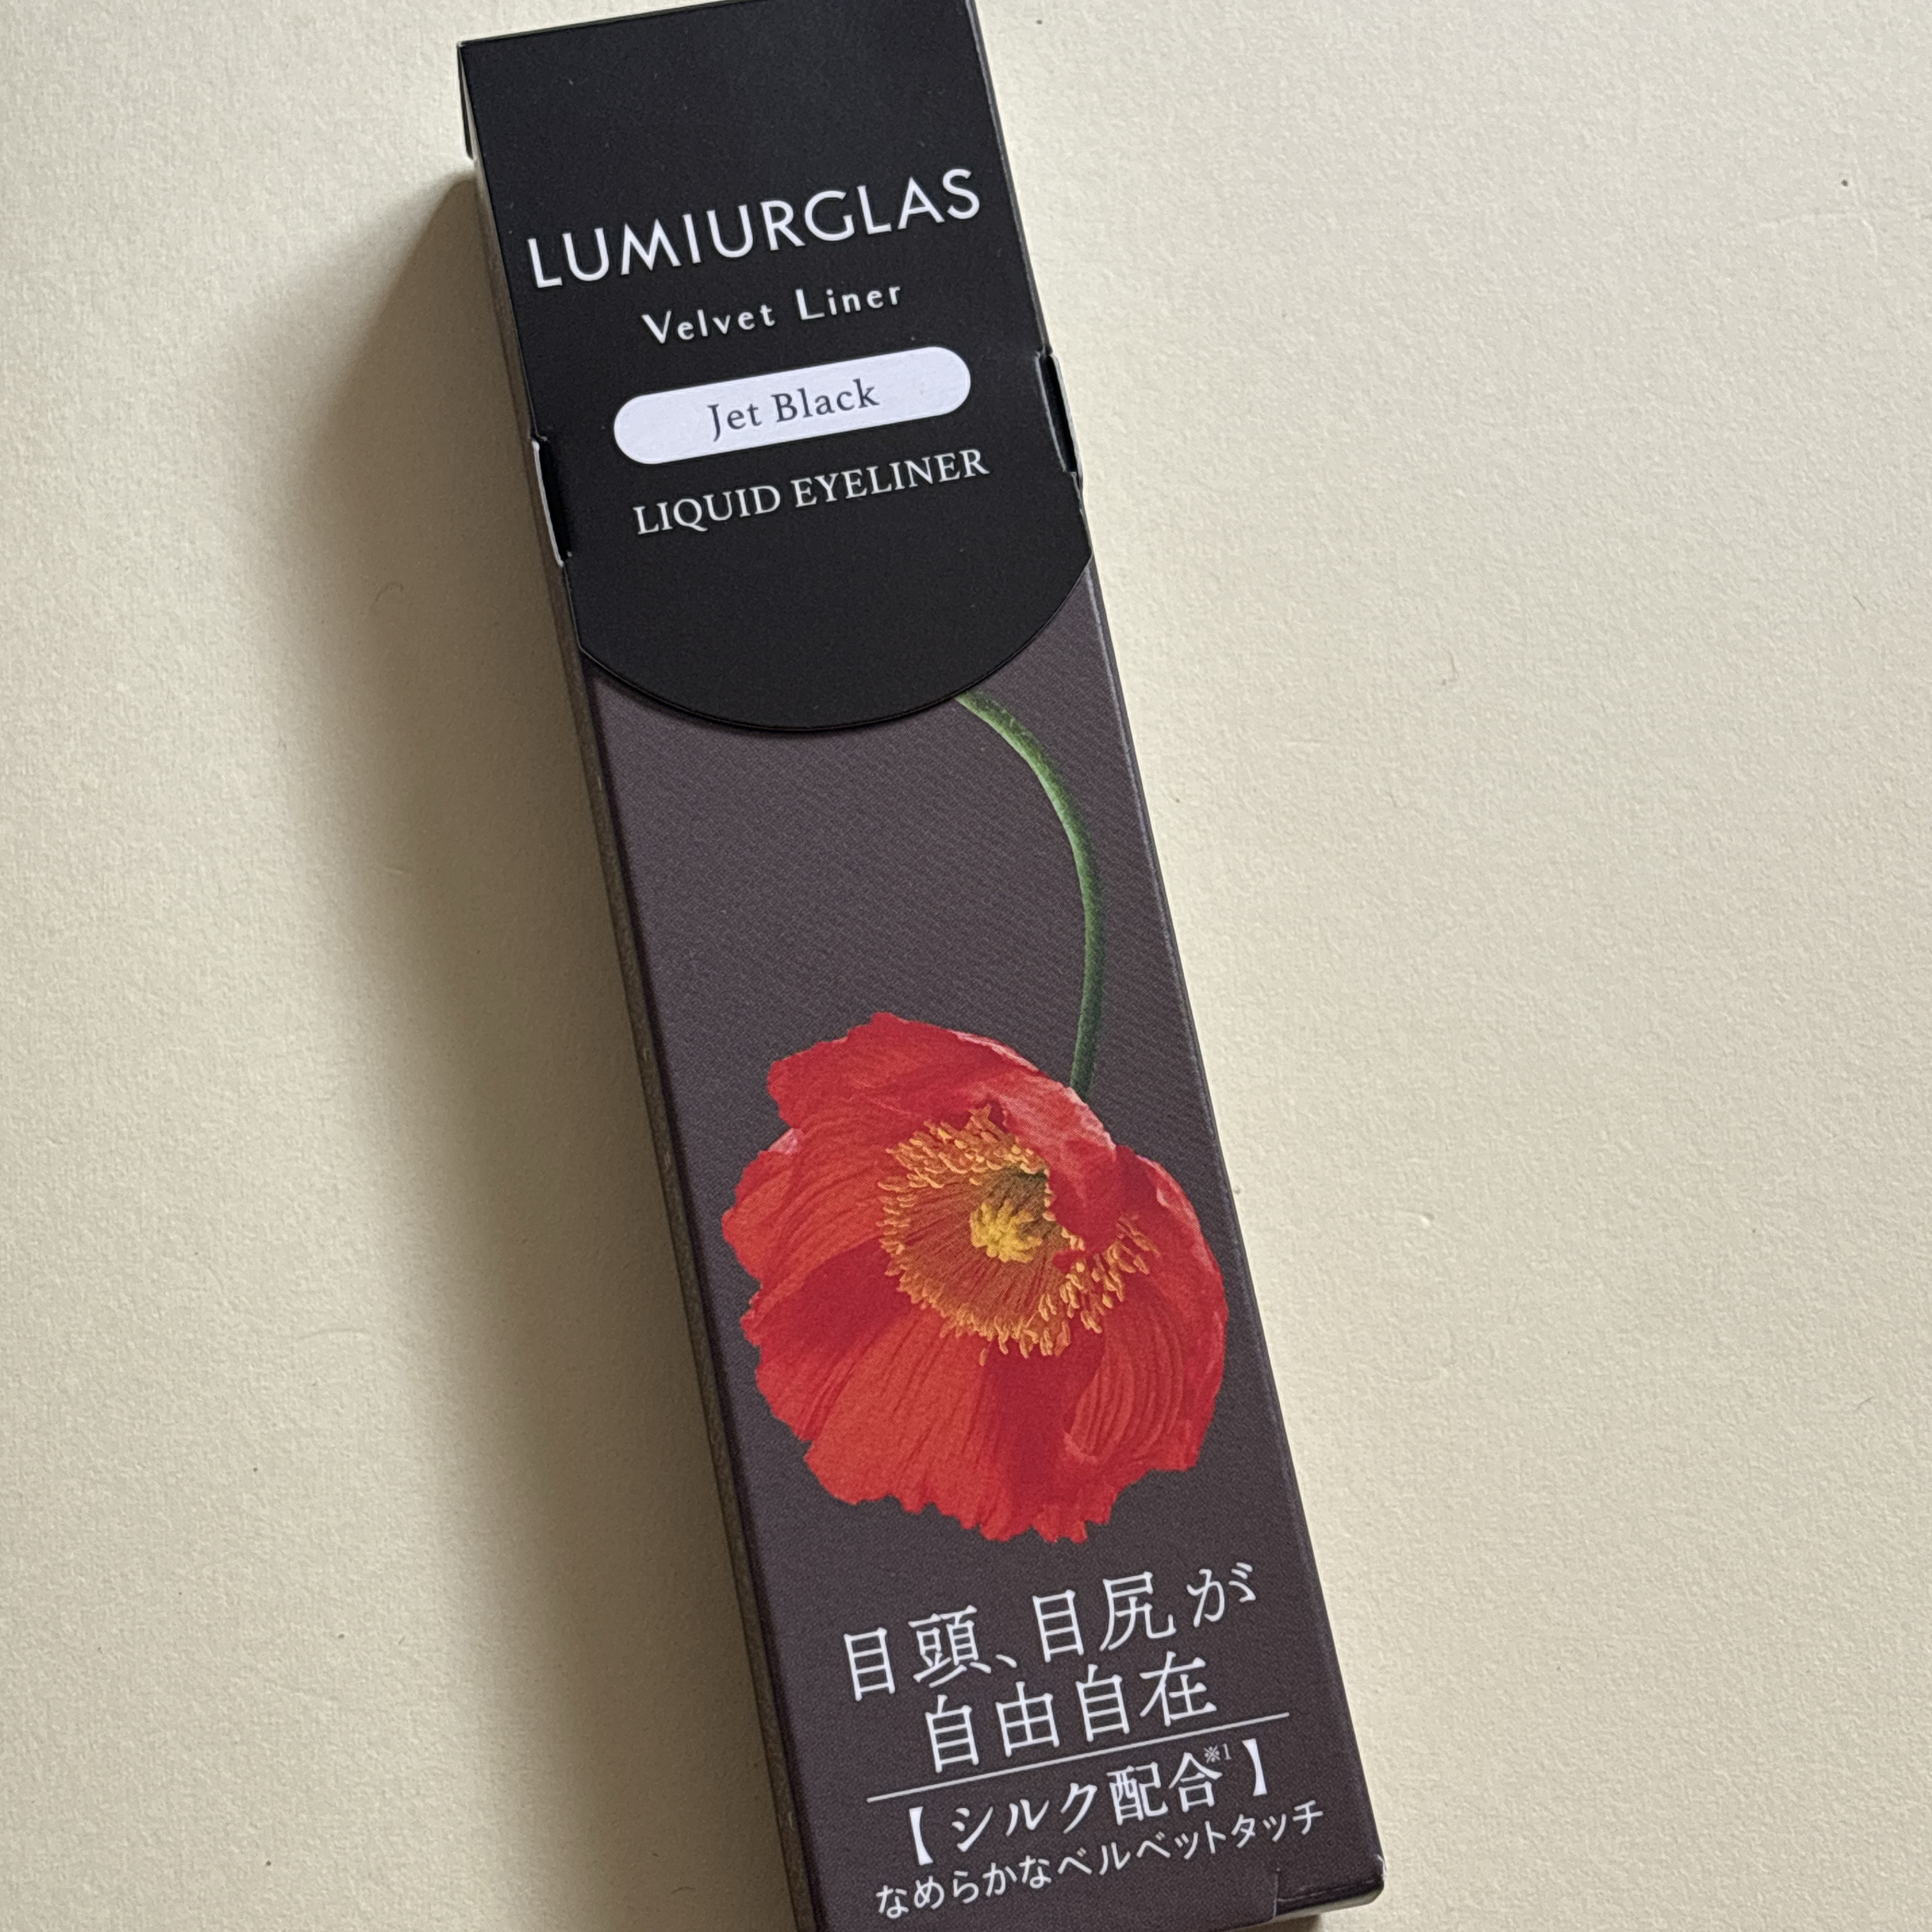 LUMIURGLAS
Velvet Liner
Jet Black
LIQUID EYELINER
目頭、目尻が
自由自在
【シルク配合※1】
なめらかなベルベットタッチ